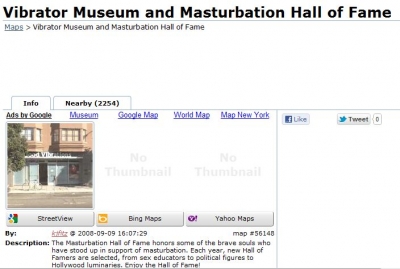 Vibrator Museum and Masturbation Hall of Fame
Maps > Vibrator Museum and Masturbation Hall of Fame
Info Nearby (2254)
Ads by Google Museum Google Map World Map Map New York
Like Tweet 0
No Thumbnail
No Thumbnail
StreetView Bing Maps Yahoo Maps
By: kfitz @ 2008-09-09 16:07:29 map #56148
Description: The Masturbation Hall of Fame honors some of the brave souls who
have stood up in support of masturbation. Each year, new Hall of
Famers are selected, from sex educators to political figures to
Hollywood luminaries. Enjoy the Hall of Fame!